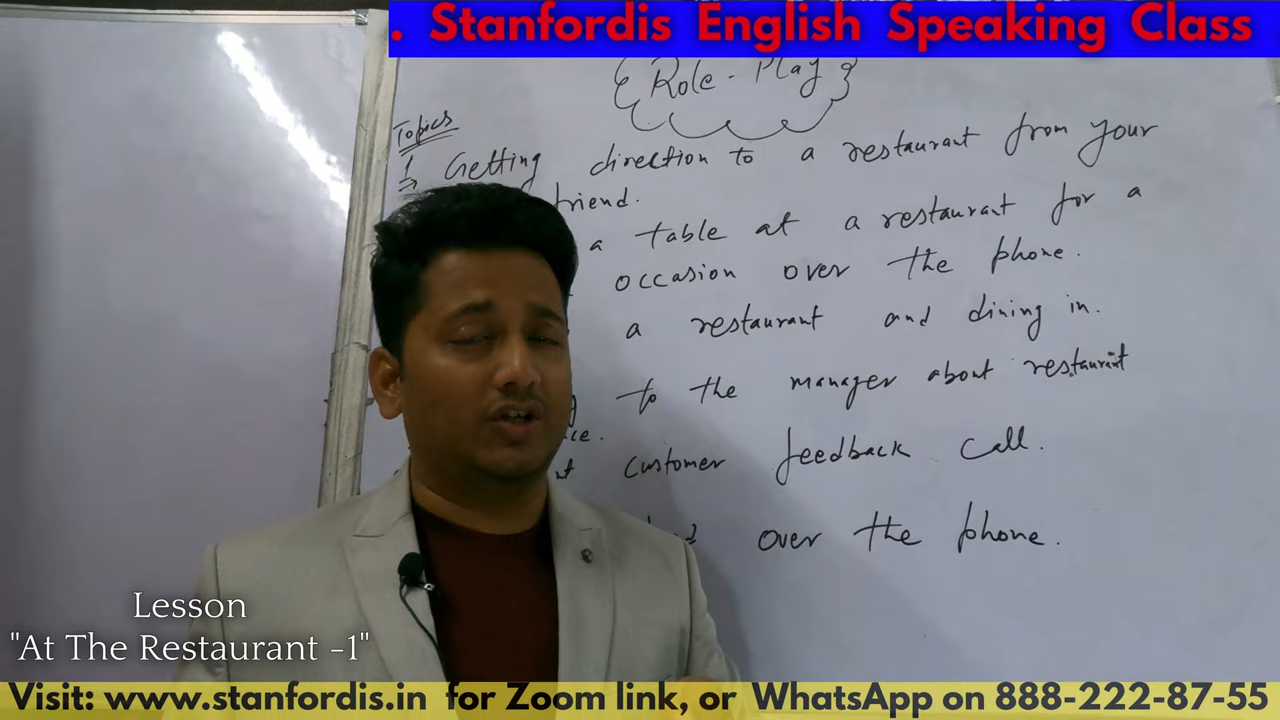 . Stanfordis English Speaking Class
{ Role - Play }
Topics
1 Getting direction to a restaurant from your
friend.
a table at a restaurant for a
occasion over the phone.
a restaurant and dining in.
to the manager about restaurant
customer feedback call.
over the phone.
Lesson
"At The Restaurant -1"
Visit: www.stanfordis.in for Zoom link, or WhatsApp on 888-222-87-55